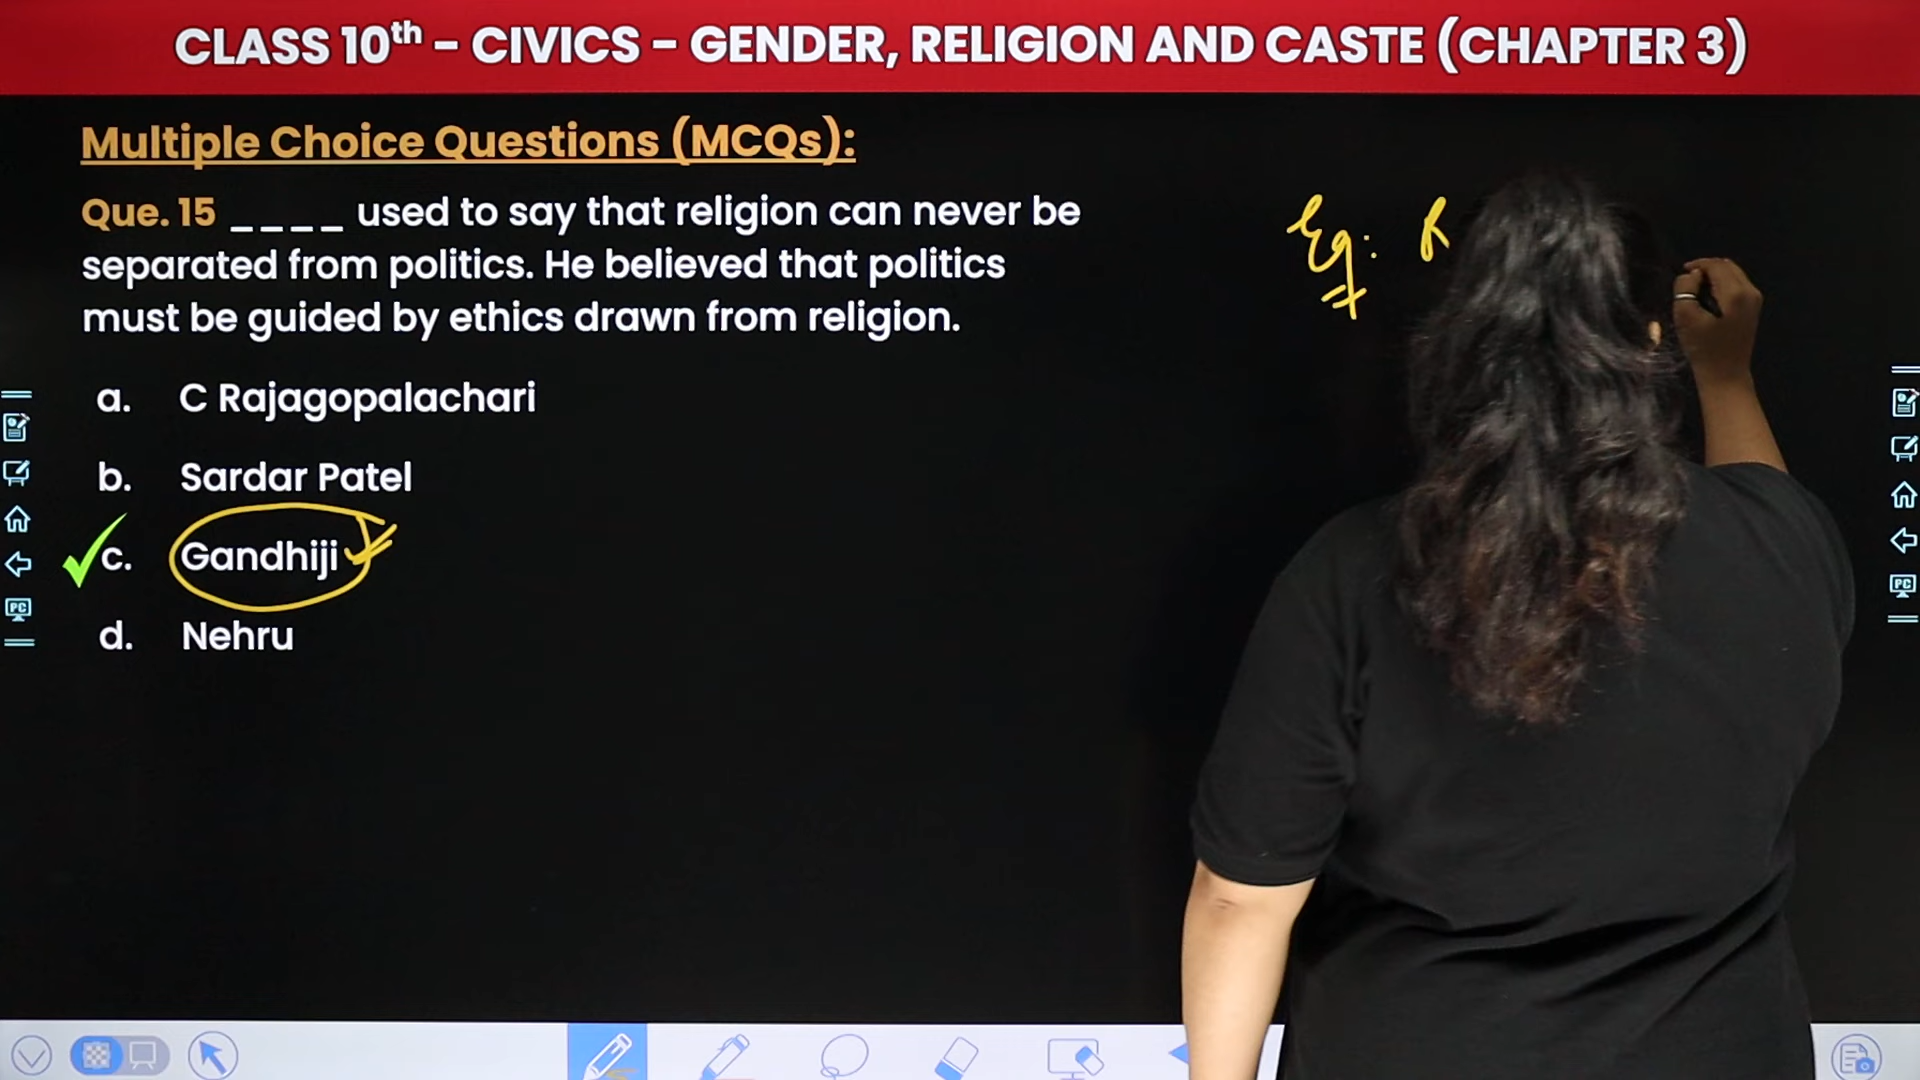 CLASS 10th - CIVICS - GENDER, RELIGION AND CASTE (CHAPTER 3)
Multiple Choice Questions (MCQs):
Que. 15 ____ used to say that religion can never be
separated from politics. He believed that politics
must be guided by ethics drawn from religion.
a. C Rajagopalachari
b. Sardar Patel
c. Gandhiji
d. Nehru
Eg: R
PC
PC